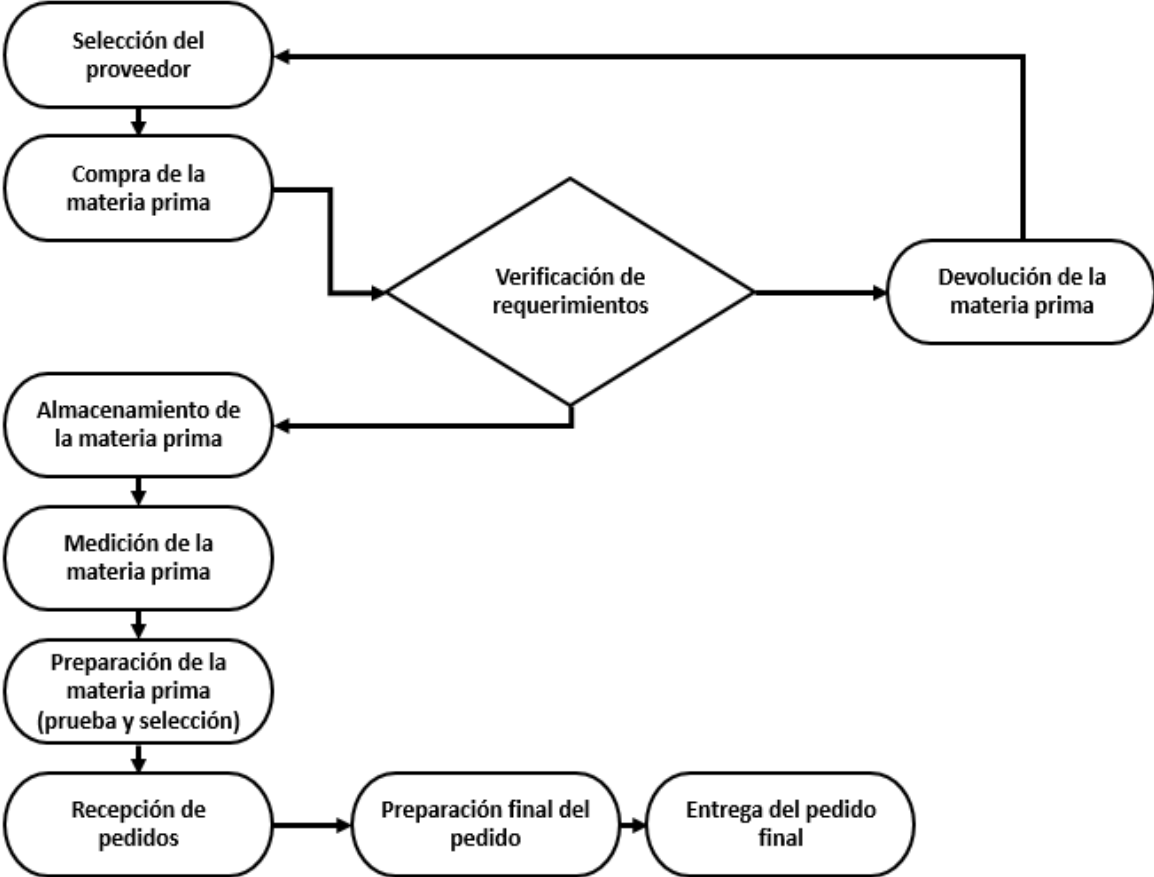 Selección del
proveedor
Compra de la
materia prima
Verificación de
requerimientos
Devolución de la
materia prima
Almacenamiento de
la materia prima
Medición de la
materia prima
Preparación de la
materia prima
(prueba y selección)
Recepción de
pedidos
Preparación final del
pedido
Entrega del pedido
final